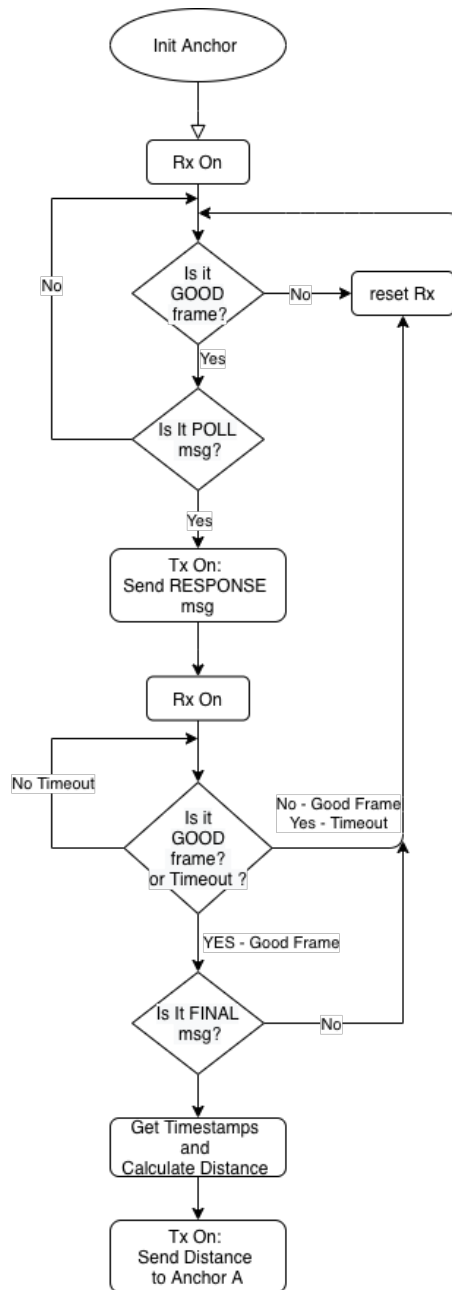 Init Anchor
Rx On
Is it
GOOD
frame?
No
No
reset Rx
Yes
Is It POLL
msg?
Yes
Tx On:
Send RESPONSE
msg
Rx On
No Timeout
Is it
GOOD
frame?
or Timeout ?
No - Good Frame
Yes - Timeout
YES - Good Frame
Is It FINAL
msg?
No
Get Timestamps
and
Calculate Distance
Tx On:
Send Distance
to Anchor A